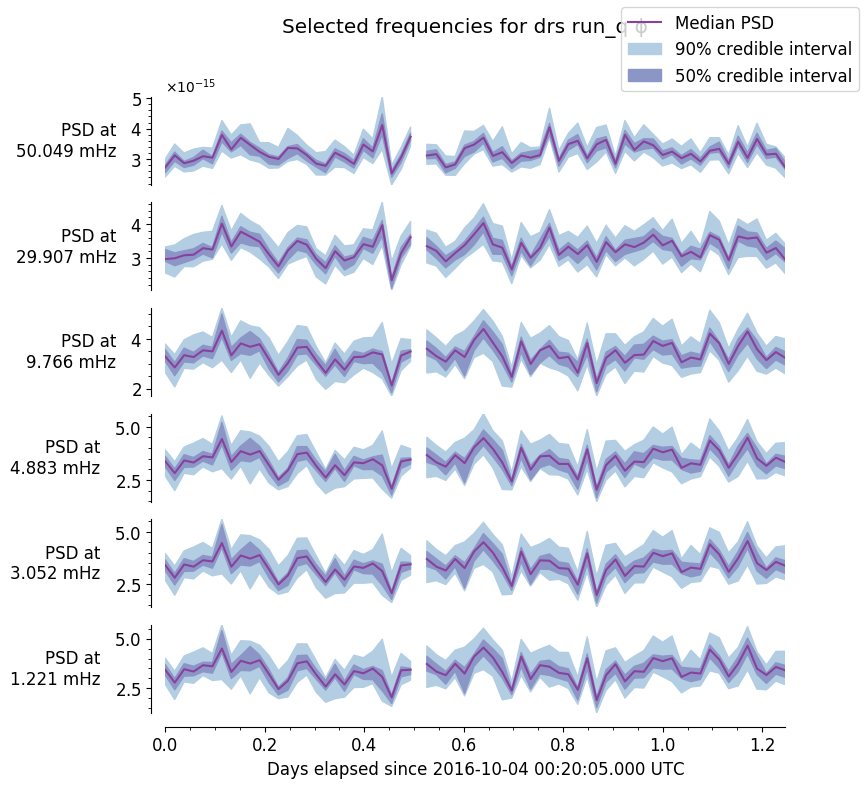 Selected frequencies for drs run_q ϕ
Median PSD
90% credible interval
50% credible interval
×10⁻¹⁵
5
4
3
PSD at
50.049 mHz
4
3
PSD at
29.907 mHz
4
2
PSD at
9.766 mHz
5.0
2.5
PSD at
4.883 mHz
5.0
2.5
PSD at
3.052 mHz
5.0
2.5
PSD at
1.221 mHz
0.0 0.2 0.4 0.6 0.8 1.0 1.2
Days elapsed since 2016-10-04 00:20:05.000 UTC